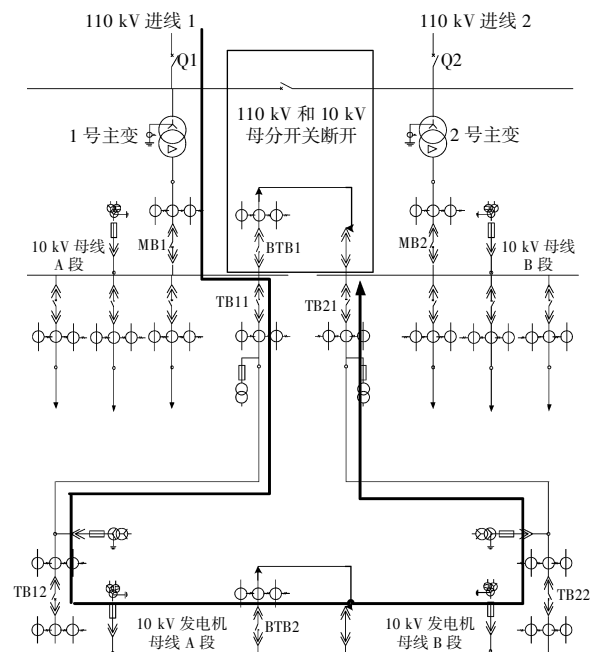 110 kV 进线 1
110 kV 进线 2
Q1
Q2
110 kV 和 10 kV
母分开关断开
1 号主变
2 号主变
MB1
BTB1
MB2
10 kV 母线
A 段
10 kV 母线
B 段
TB11
TB21
TB12
TB22
10 kV 发电机
母线 A 段
BTB2
10 kV 发电机
母线 B 段